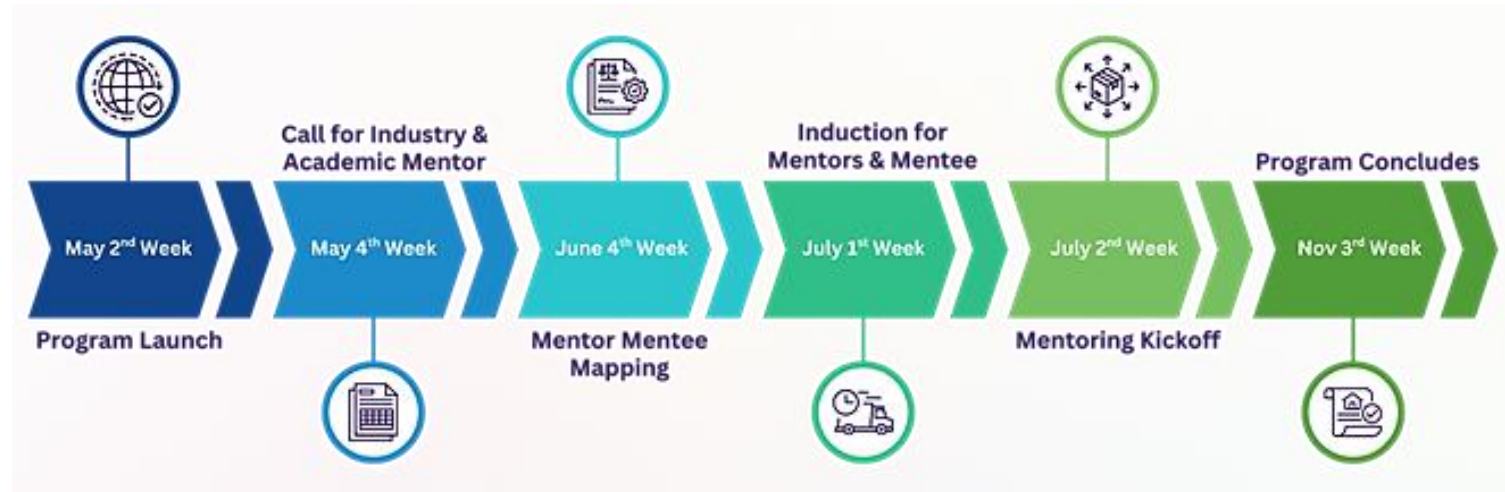 May 2nd Week
Program Launch
Call for Industry &
Academic Mentor
May 4th Week
June 4th Week
Mentor Mentee
Mapping
Induction for
Mentors & Mentee
July 1st Week
July 2nd Week
Mentoring Kickoff
Program Concludes
Nov 3rd Week